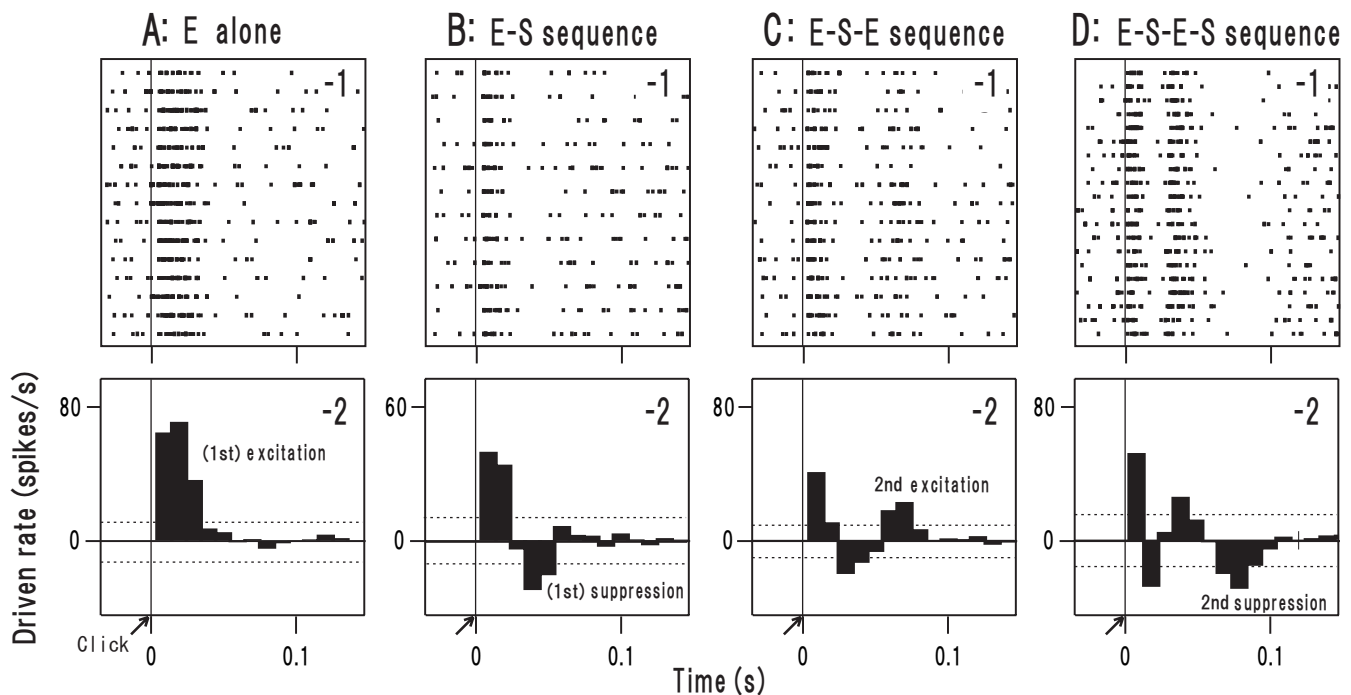 A: E alone
B: E-S sequence
C: E-S-E sequence
D: E-S-E-S sequence
-1
-1
-1
-1
Driven rate (spikes/s)
80
0
-2
(1st) excitation
60
0
-2
(1st) suppression
80
0
-2
2nd excitation
80
0
-2
2nd suppression
Click
0
0.1
0
0.1
0
0.1
0
0.1
Time (s)